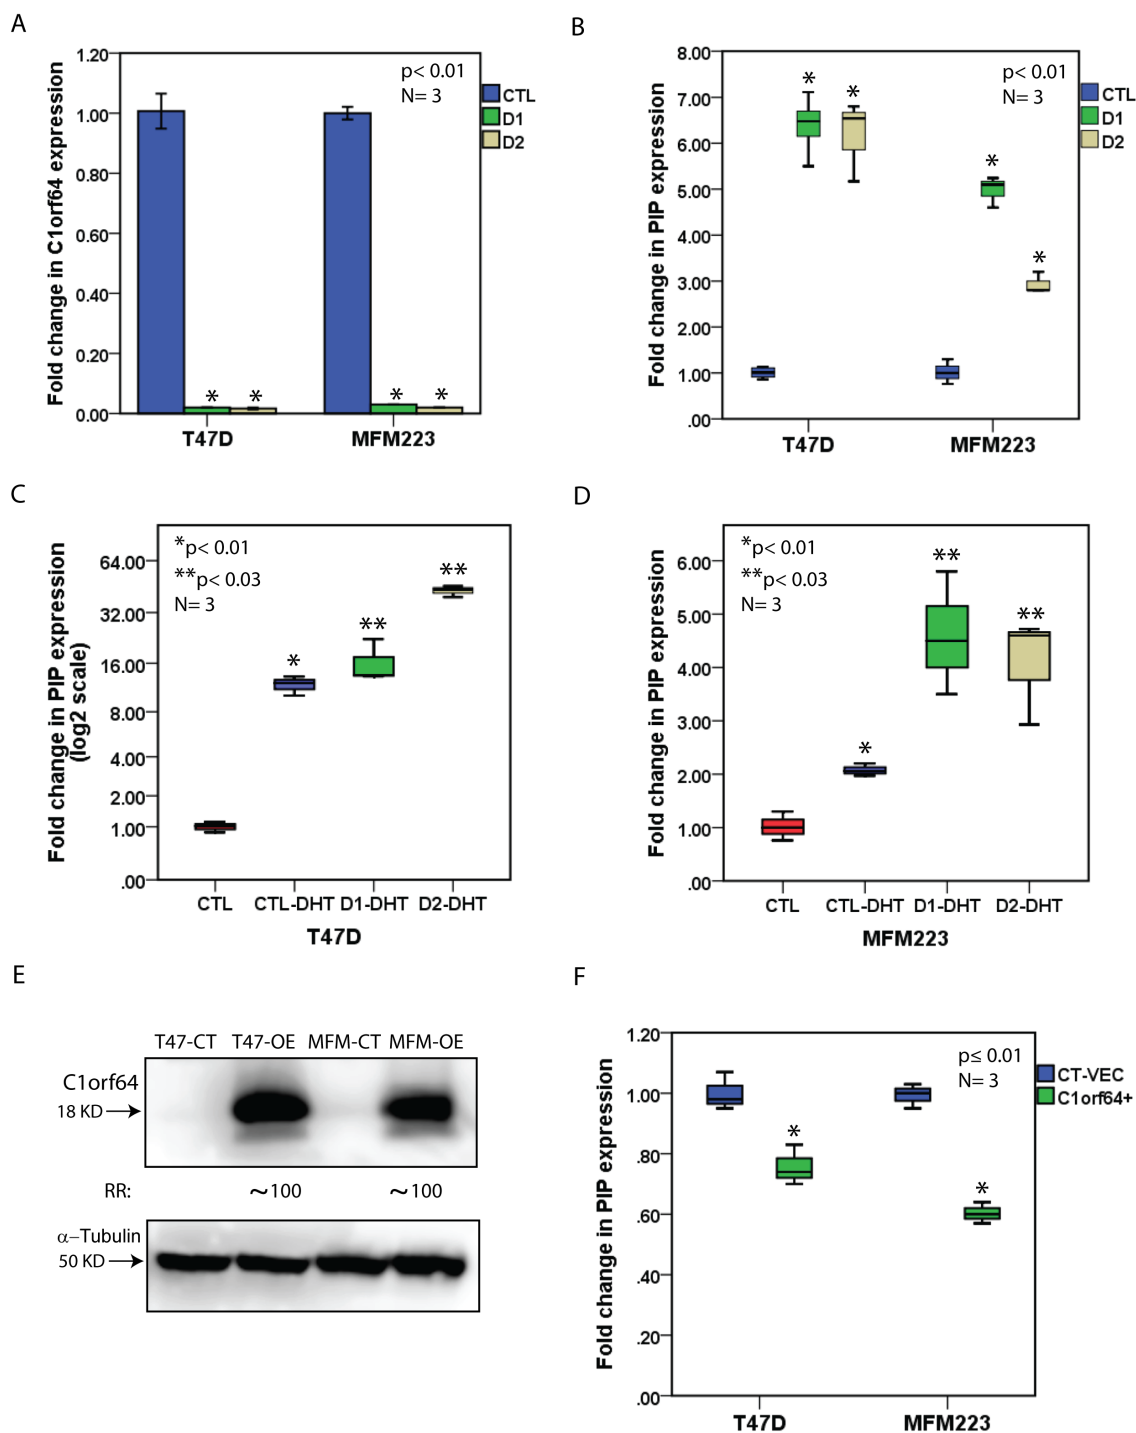 A
Fold change in C1orf64 expression
1.20
1.00
0.80
0.60
0.40
0.20
0.00
p< 0.01
N= 3
CTL
D1
D2
*
*
*
*
T47D
MFM223
B
Fold change in PIP expression
8.00
7.00
6.00
5.00
4.00
3.00
2.00
1.00
.00
p< 0.01
N= 3
CTL
D1
D2
*
*
*
*
T47D
MFM223
C
Fold change in PIP expression
(log2 scale)
64.00
32.00
16.00
8.00
4.00
2.00
1.00
.00
*p< 0.01
**p< 0.03
N= 3
*
**
**
CTL CTL-DHT D1-DHT D2-DHT
T47D
D
Fold change in PIP expression
6.00
5.00
4.00
3.00
2.00
1.00
.00
*p< 0.01
**p< 0.03
N= 3
*
**
**
CTL CTL-DHT D1-DHT D2-DHT
MFM223
E
T47-CT T47-OE MFM-CT MFM-OE
C1orf64
18 KD→
RR: ~100 ~100
α−Tubulin
50 KD→
F
Fold change in PIP expression
1.20
1.00
.80
.60
.40
.20
.00
p≤ 0.01
N= 3
CT-VEC
C1orf64+
*
*
T47D
MFM223